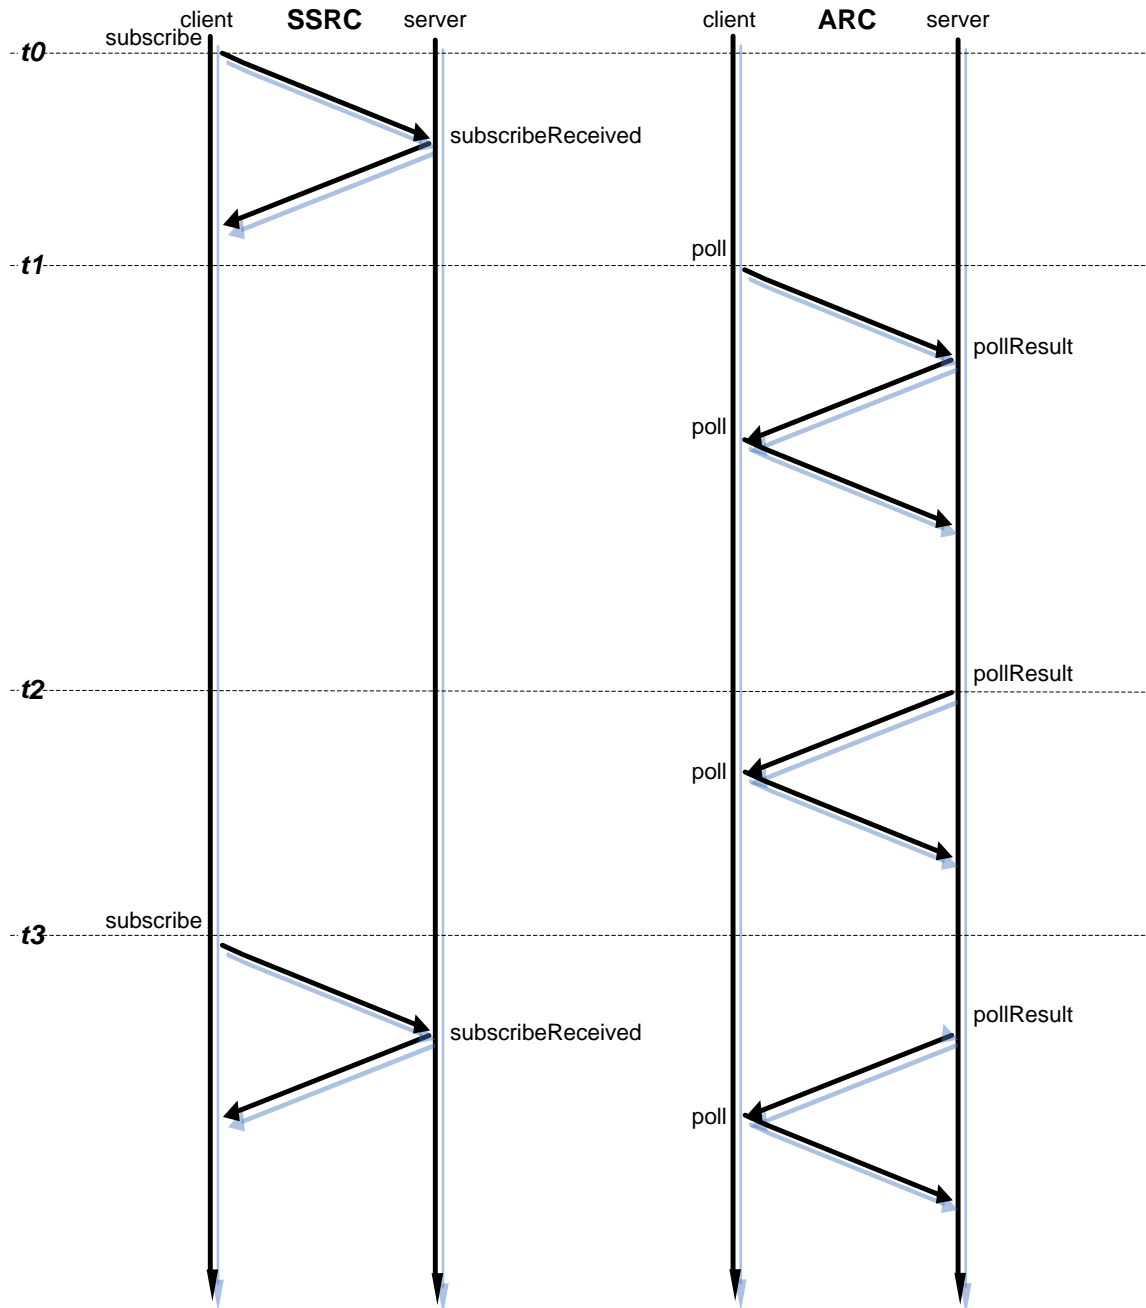 client SSRC server client ARC server
subscribe
t0
subscribeReceived
poll
t1
pollResult
poll
pollResult
t2
poll
subscribe
t3
pollResult
subscribeReceived
poll